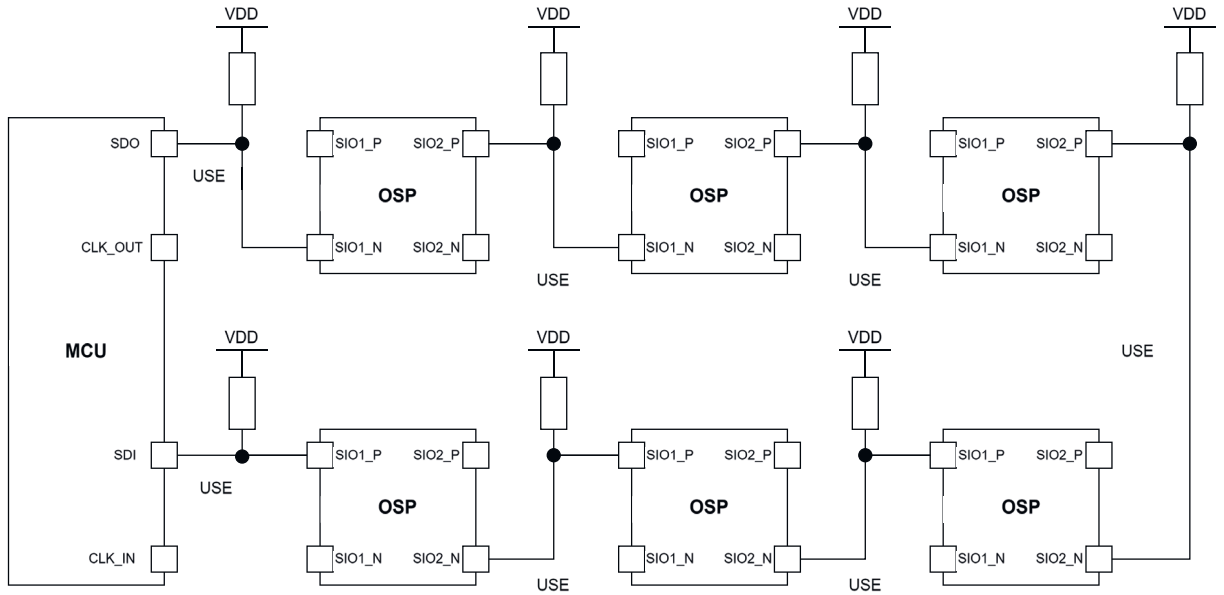 VDD VDD VDD VDD
SDO SIO1_P SIO2_P SIO1_P SIO2_P SIO1_P SIO2_P
USE
OSP OSP OSP
CLK_OUT SIO1_N SIO2_N SIO1_N SIO2_N SIO1_N SIO2_N
USE USE
VDD VDD VDD
MCU USE
SDI SIO1_P SIO2_P SIO1_P SIO2_P SIO1_P SIO2_P
USE
OSP OSP OSP
CLK_IN SIO1_N SIO2_N SIO1_N SIO2_N SIO1_N SIO2_N
USE USE